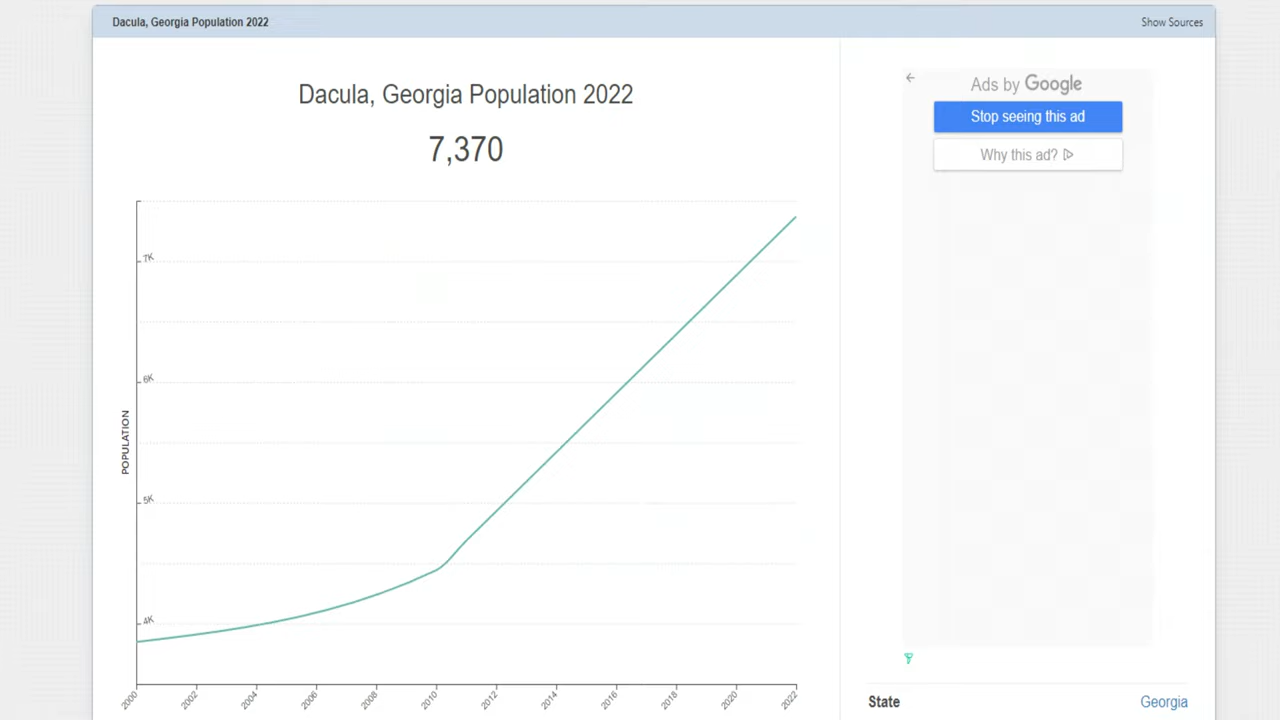 Dacula, Georgia Population 2022
Show Sources
Dacula, Georgia Population 2022
7,370
7K
6K
5K
4K
POPULATION
2000
2002
2004
2006
2008
2010
2012
2014
2016
2018
2020
2022
Ads by Google
Stop seeing this ad
Why this ad?
State
Georgia